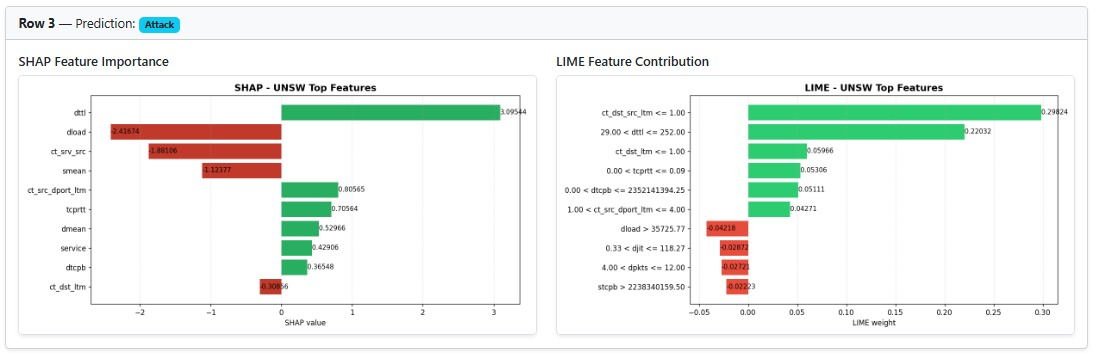 Row 3 — Prediction: Attack
SHAP Feature Importance
SHAP - UNSW Top Features
dttl 3.09544
dload -2.41674
ct_srv_src -1.88106
smean -1.12377
ct_src_dport_ltm 0.80565
tcprtt 0.70564
dmean 0.52966
service 0.42906
dtcpb 0.36548
ct_dst_ltm -0.30856
−2 −1 0 1 2 3
SHAP value
LIME Feature Contribution
LIME - UNSW Top Features
ct_dst_src_ltm <= 1.00 0.29824
29.00 < dttl <= 252.00 0.22032
ct_dst_ltm <= 1.00 0.05966
0.00 < tcprtt <= 0.09 0.05306
0.00 < dtcpb <= 2352141394.25 0.05111
1.00 < ct_src_dport_ltm <= 4.00 0.04271
dload > 35725.77 -0.04218
0.33 < djit <= 118.27 -0.02872
4.00 < dpkts <= 12.00 -0.02721
stcpb > 2238340159.50 -0.02223
−0.05 0.00 0.05 0.10 0.15 0.20 0.25 0.30
LIME weight